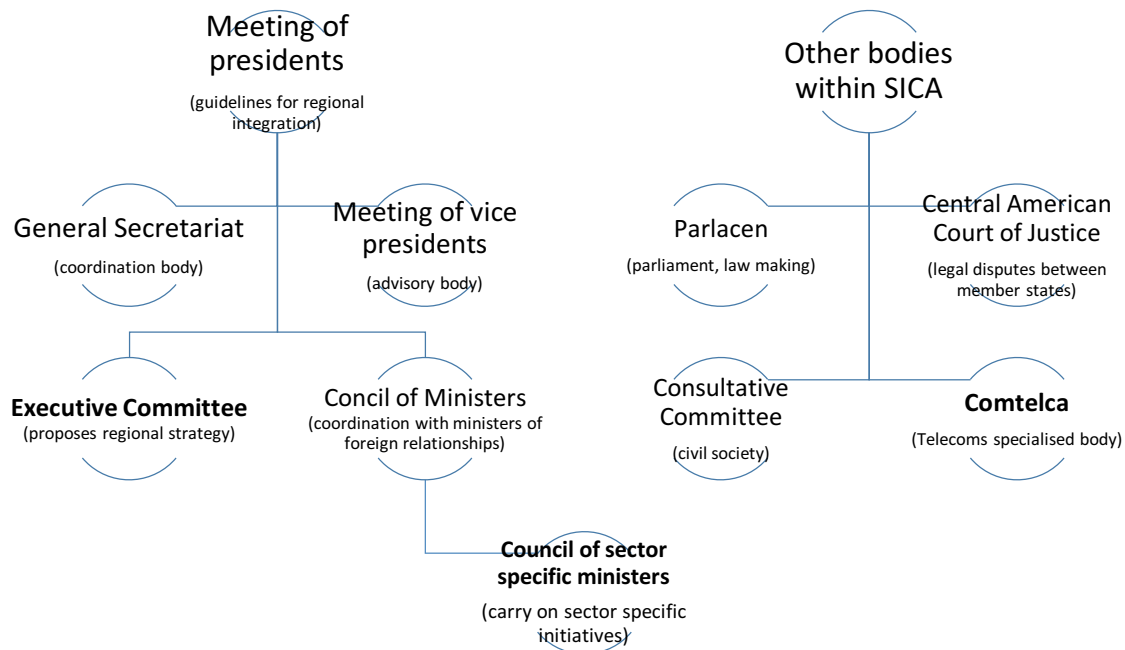 Meeting of
presidents
(guidelines for regional
integration)
General Secretariat
(coordination body)
Meeting of vice
presidents
(advisory body)
Executive Committee
(proposes regional strategy)
Concil of Ministers
(coordination with ministers of
foreign relationships)
Council of sector
specific ministers
(carry on sector specific
initiatives)
Other bodies
within SICA
Parlacen
(parliament, law making)
Central American
Court of Justice
(legal disputes between
member states)
Consultative
Committee
(civil society)
Comtelca
(Telecoms specialised body)